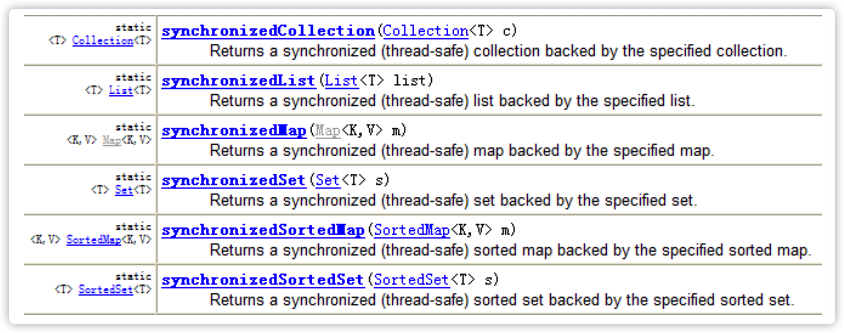 static
<T> Collection<T>
synchronizedCollection(Collection<T> c)
Returns a synchronized (thread-safe) collection backed by the specified collection.
static
<T> List<T>
synchronizedList(List<T> list)
Returns a synchronized (thread-safe) list backed by the specified list.
static
<K,V> Map<K,V>
synchronizedMap(Map<K,V> m)
Returns a synchronized (thread-safe) map backed by the specified map.
static
<T> Set<T>
synchronizedSet(Set<T> s)
Returns a synchronized (thread-safe) set backed by the specified set.
static
<K,V> SortedMap<K,V>
synchronizedSortedMap(SortedMap<K,V> m)
Returns a synchronized (thread-safe) sorted map backed by the specified sorted map.
static
<T> SortedSet<T>
synchronizedSortedSet(SortedSet<T> s)
Returns a synchronized (thread-safe) sorted set backed by the specified sorted set.